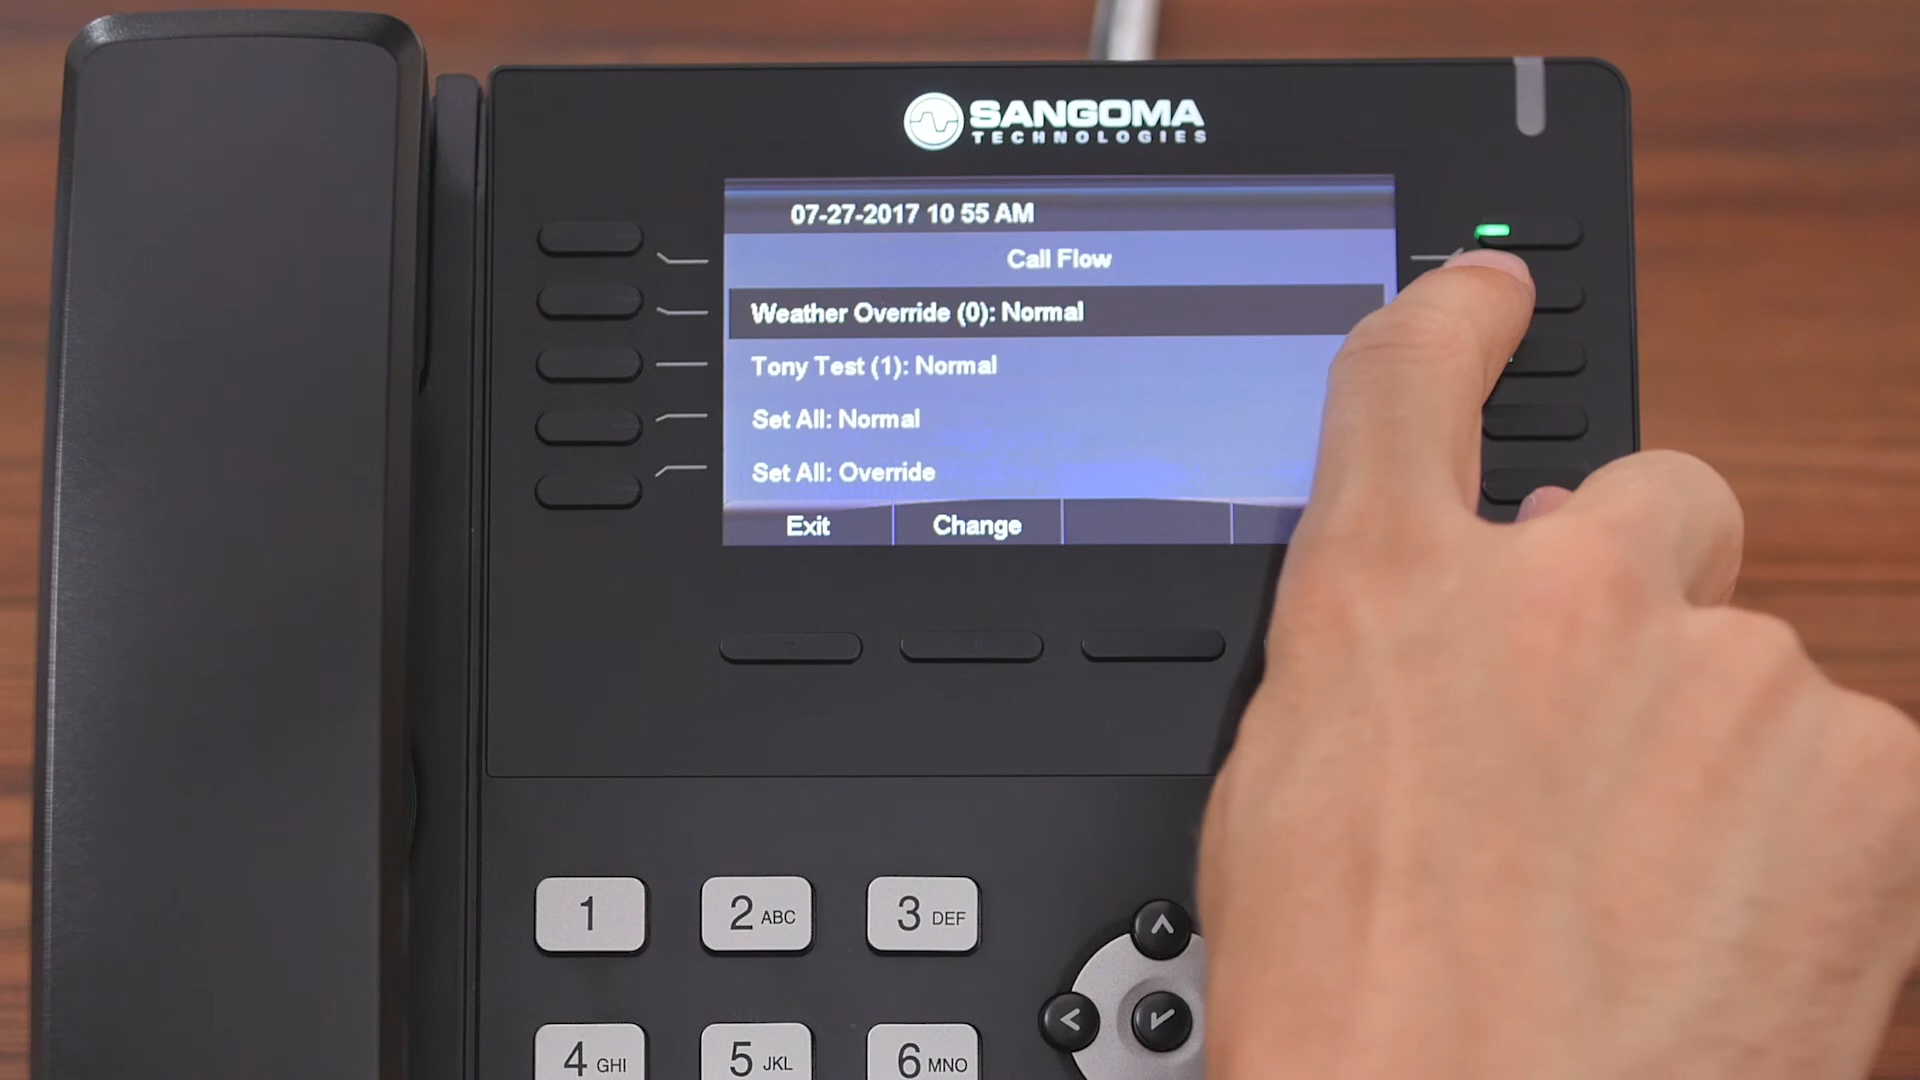 SANGOMA
TECHNOLOGIES
07-27-2017 10 55 AM
Call Flow
Weather Override (0): Normal
Tony Test (1): Normal
Set All: Normal
Set All: Override
Exit Change
1 2 ABC 3 DEF
4 GHI 5 JKL 6 MNO